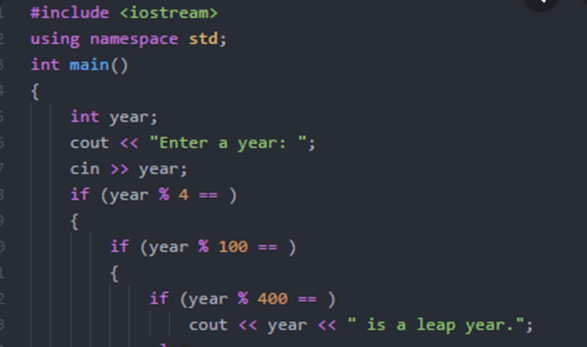 #include <iostream>
using namespace std;
int main()
{
int year;
cout << "Enter a year: ";
cin >> year;
if (year % 4 == )
{
if (year % 100 == )
{
if (year % 400 == )
cout << year << " is a leap year.";